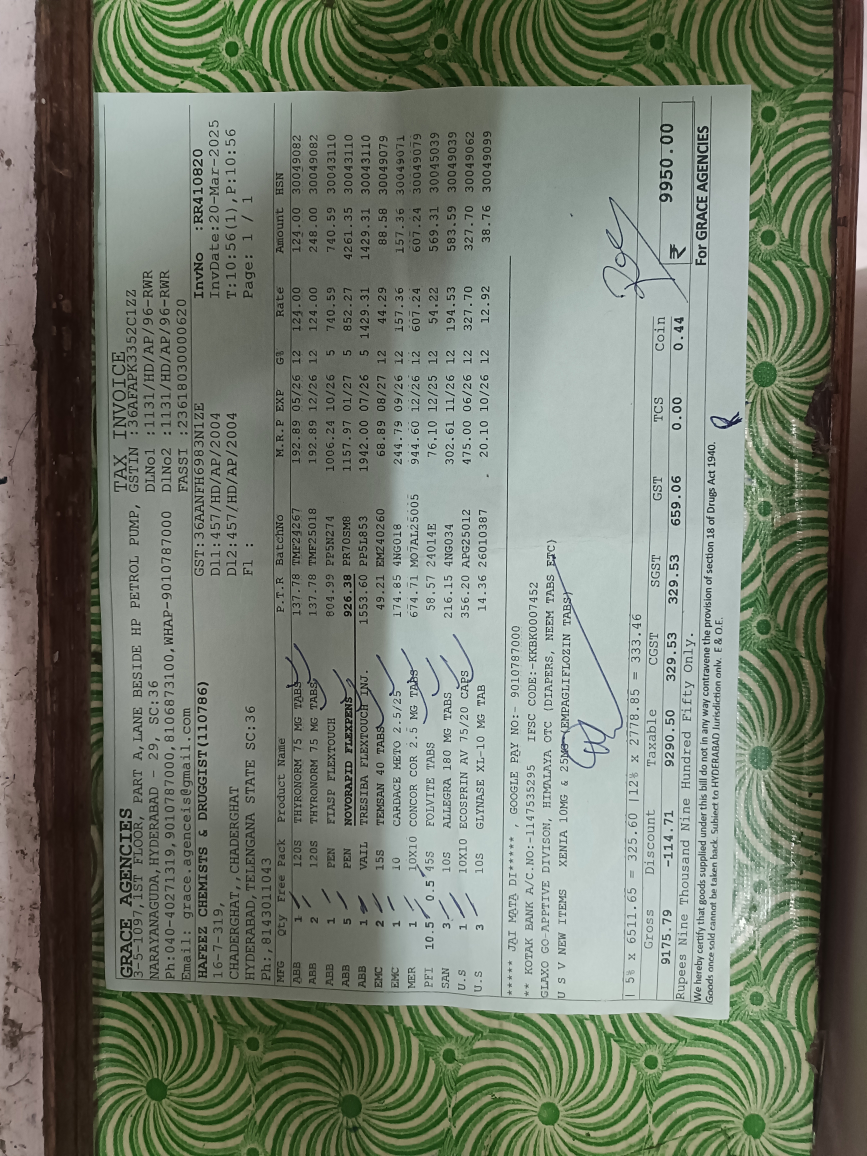 TAX INVOICE
GRACE AGENCIES
3-5-1097,1ST FLOOR, PART A,LANE BESIDE HP PETROL PUMP, GSTIN :36AFAPK3352C1ZZ
NARAYANAGUDA,HYDERABAD - 29, SC:36 DLNo1 :1131/HD/AP/96-RWR
Ph:040-40271319,9010787000,8106873100,WHAP-9010787000 DlNo2 :1131/HD/AP/96-RWR
Email: grace.agenceis@gmail.com. FASSI :23618030000620
HAFEEZ CHEMISTS & DRUGGIST(110786) GST:36AANFH6983N1ZE InvNo :RR410820
16-7-319, Dl1:457/HD/AP/2004 InvDate:20-Mar-2025
CHADERGHAT,,CHADERGHAT Dl2:457/HD/AP/2004 T:10:56(1),P:10:56
HYDERABAD,TELENGANA STATE SC:36 Fl : Page: 1 / 1
Ph:,8143011043
MFG Qty Free Pack Product Name P.T.R BatchNo M.R.P EXP G% Rate Amount HSN
ABB 1 120S THYRONORM 75 MG TABS 137.78 TMF24267 192.89 05/26 12 124.00 124.00 30049082
ABB 2 120S THYRONORM 75 MG TABS 137.78 TMF25018 192.89 12/26 12 124.00 248.00 30049082
ABB 1 PEN FIASP FLEXTOUCH 804.99 PP5N274 1006.24 10/26 5 740.59 740.59 30043110
ABB 5 PEN NOVORAPID FLEXPENS 926.38 PR70SM8 1157.97 01/27 5 852.27 4261.35 30043110
ABB 1 VAIL TRESIBA FLEXTOUCH INJ. 1553.60 PP5L853 1942.00 07/26 5 1429.31 1429.31 30043110
EMC 2 15S TEMSAN 40 TABS 49.21 EM240260 68.89 08/27 12 44.29 88.58 30049079
EMC 1 10 CARDACE METO 2.5/25 174.85 4NG018 244.79 09/26 12 157.36 157.36 30049071
MER 1 10X10 CONCOR COR 2.5 MG TABS 674.71 MO7AL25005 944.60 12/26 12 607.24 607.24 30049079
PFI 10.5 0.5 45S FOLVITE TABS 58.57 24014E 76.10 12/25 12 54.22 569.31 30045039
SAN 3 10S ALLEGRA 180 MG TABS 216.15 4NG034 302.61 11/26 12 194.53 583.59 30049039
U.S 1 10X10 ECOSPRIN AV 75/20 CAPS 356.20 APG25012 475.00 06/26 12 327.70 327.70 30049062
U.S 3 10S GLYNASE XL-10 MG TAB 14.36 26010387 20.10 10/26 12 12.92 38.76 30049099
***** JAI MATA DI***** , GOOGLE PAY NO:- 9010787000
** KOTAK BANK A/C.NO:-1147535295 IFSC CODE:-KKBK0007452
GLAXO GO-APPTIVE DIVISON, HIMALAYA OTC (DIAPERS, NEEM TABS ETC)
U S V NEW ITEMS XENIA 10MG & 25MG (EMPAGLIFLOZIN TABS)
| 5% x 6511.65 = 325.60 |12% x 2778.85 = 333.46
Gross Discount Taxable CGST SGST GST TCS Coin
9175.79 -114.71 9290.50 329.53 329.53 659.06 0.00 0.44 ₹ 9950.00
Rupees Nine Thousand Nine Hundred Fifty Only.
We hereby certify that goods supplied under this bill do not in any way contravene the provision of section 18 of Drugs Act 1940. For GRACE AGENCIES
Goods once sold cannot be taken back. Subject to HYDERABAD Jurisdiction only. E & O.E.